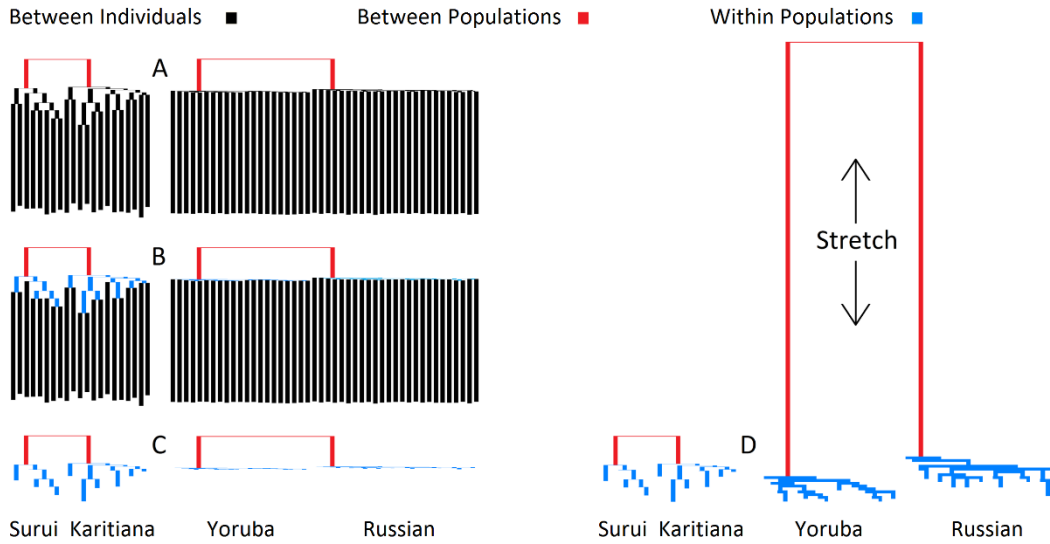 Between Individuals
Between Populations
Within Populations
A
B
C
D
Stretch
Surui Karitiana Yoruba Russian
Surui Karitiana Yoruba Russian